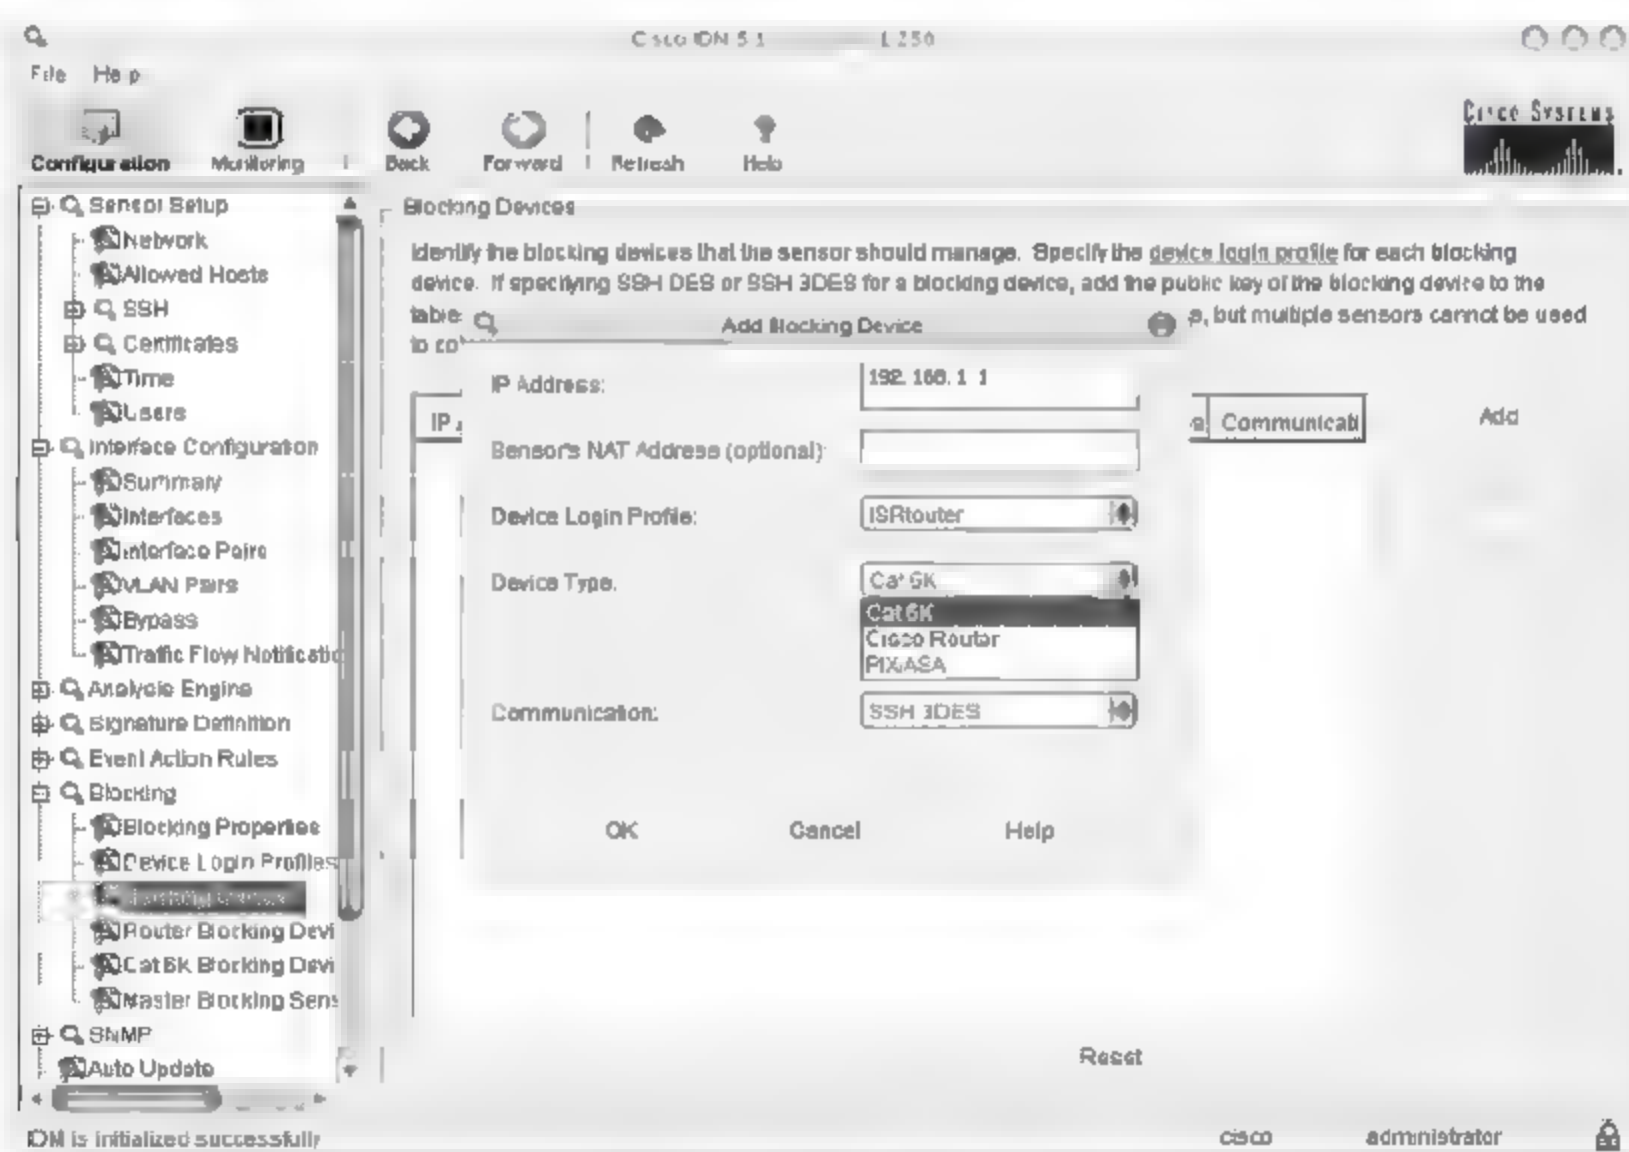 Cisco IDM 5.1
File Help
Cisco Systems
Configuration Monitoring Back Forward Refresh Help
Sensor Setup
Network
Allowed Hosts
SSH
Certificates
Time
Users
Interface Configuration
Summary
Interfaces
Interface Pairs
VLAN Pairs
Bypass
Traffic Flow Notificatio
Analysis Engine
Signature Definition
Event Action Rules
Blocking
Blocking Properties
Device Login Profiles
Blocking Devices
Router Blocking Devi
Cat 6K Blocking Devi
Master Blocking Sens
SNMP
Auto Update
Blocking Devices
Identify the blocking devices that the sensor should manage. Specify the device login profile for each blocking
device. If specifying SSH DES or SSH 3DES for a blocking device, add the public key of the blocking device to the
table , but multiple sensors cannot be used
to co
IP Communicati
Add
Add Blocking Device
IP Address: 192.168.1.1
Sensor's NAT Address (optional):
Device Login Profile: ISRtouter
Device Type: Cat 6K
Cat 6K
Cisco Router
PIX/ASA
Communication: SSH 3DES
OK Cancel Help
Reset
IDM is initialized successfully cisco administrator